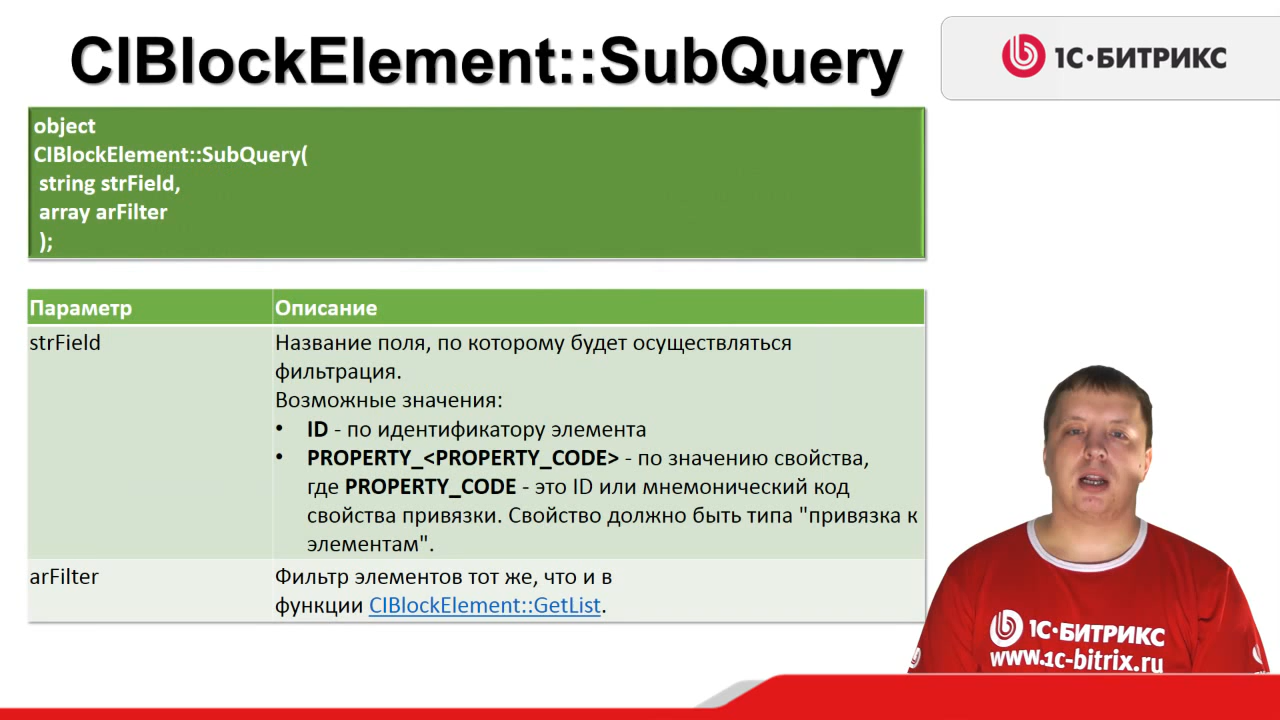 CIBlockElement::SubQuery
1С·БИТРИКС
object
CIBlockElement::SubQuery(
string strField,
array arFilter
);
Параметр Описание
strField Название поля, по которому будет осуществляться
фильтрация.
Возможные значения:
• ID - по идентификатору элемента
• PROPERTY_<PROPERTY_CODE> - по значению свойства,
где PROPERTY_CODE - это ID или мнемонический код
свойства привязки. Свойство должно быть типа "привязка к
элементам".
arFilter Фильтр элементов тот же, что и в
функции CIBlockElement::GetList.
1С·БИТРИКС
www.1c-bitrix.ru